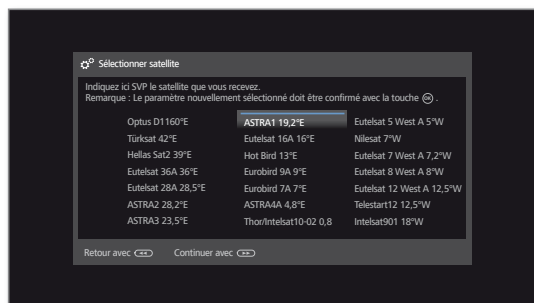 Sélectionner satellite
Indiquez ici SVP le satellite que vous recevez.
Remarque : Le paramètre nouvellement sélectionné doit être confirmé avec la touche OK .
Optus D1160°E ASTRA1 19,2°E Eutelsat 5 West A 5°W
Türksat 42°E Eutelsat 16A 16°E Nilesat 7°W
Hellas Sat2 39°E Hot Bird 13°E Eutelsat 7 West A 7,2°W
Eutelsat 36A 36°E Eurobird 9A 9°E Eutelsat 8 West A 8°W
Eutelsat 28A 28,5°E Eurobird 7A 7°E Eutelsat 12 West A 12,5°W
ASTRA2 28,2°E ASTRA4A 4,8°E Telestart12 12,5°W
ASTRA3 23,5°E Thor/Intelsat10-02 0,8 Intelsat901 18°W
Retour avec Continuer avec